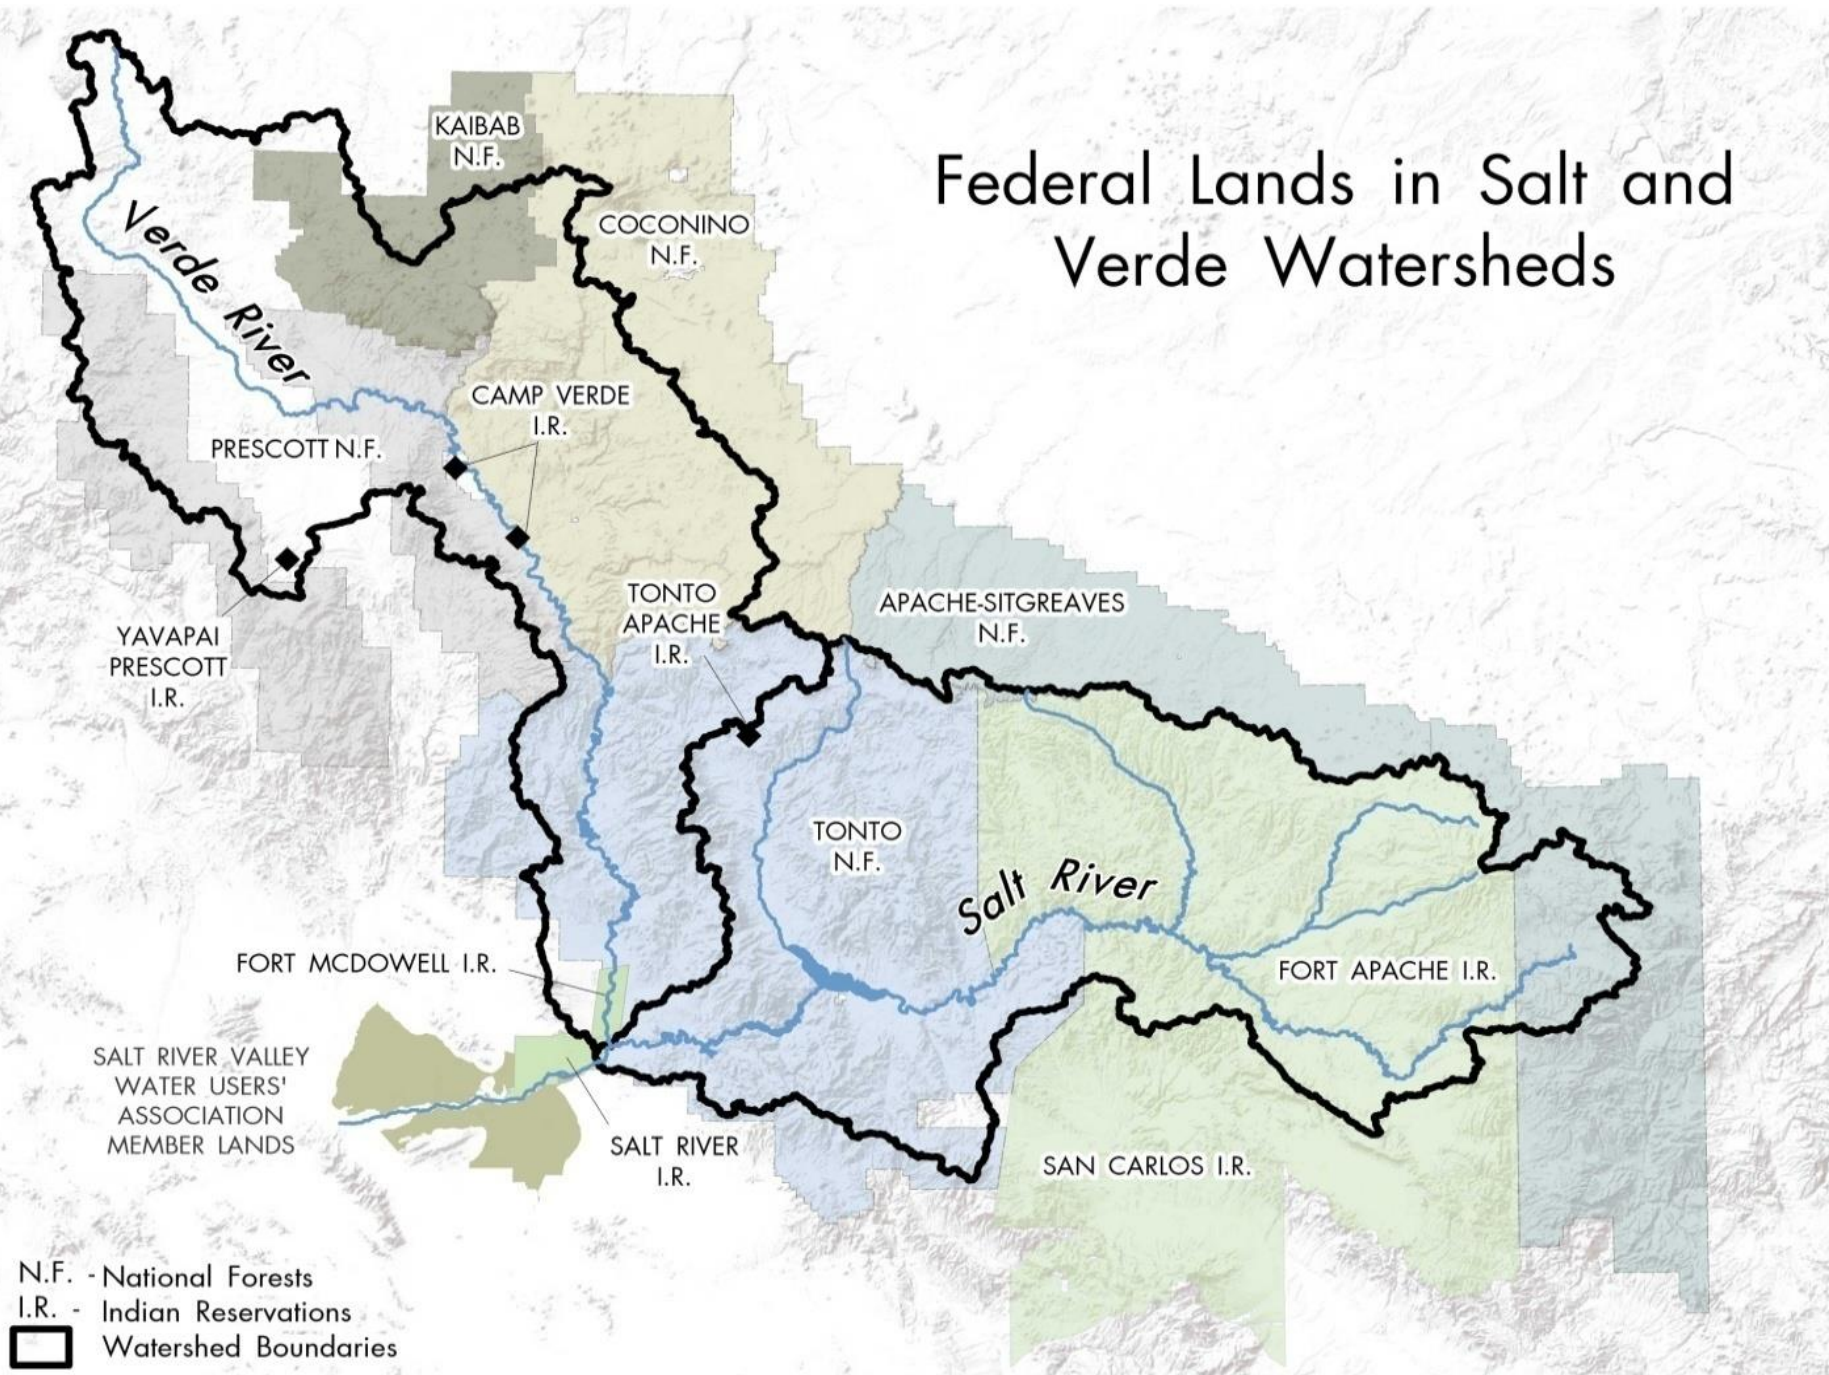 Federal Lands in Salt and
Verde Watersheds
KAIBAB
N.F.
COCONINO
N.F.
Verde River
CAMP VERDE
I.R.
PRESCOTT N.F.
TONTO
APACHE
I.R.
APACHE-SITGREAVES
N.F.
YAVAPAI
PRESCOTT
I.R.
TONTO
N.F.
Salt River
FORT MCDOWELL I.R.
FORT APACHE I.R.
SALT RIVER VALLEY
WATER USERS'
ASSOCIATION
MEMBER LANDS
SALT RIVER
I.R.
SAN CARLOS I.R.
N.F. - National Forests
I.R. - Indian Reservations
Watershed Boundaries